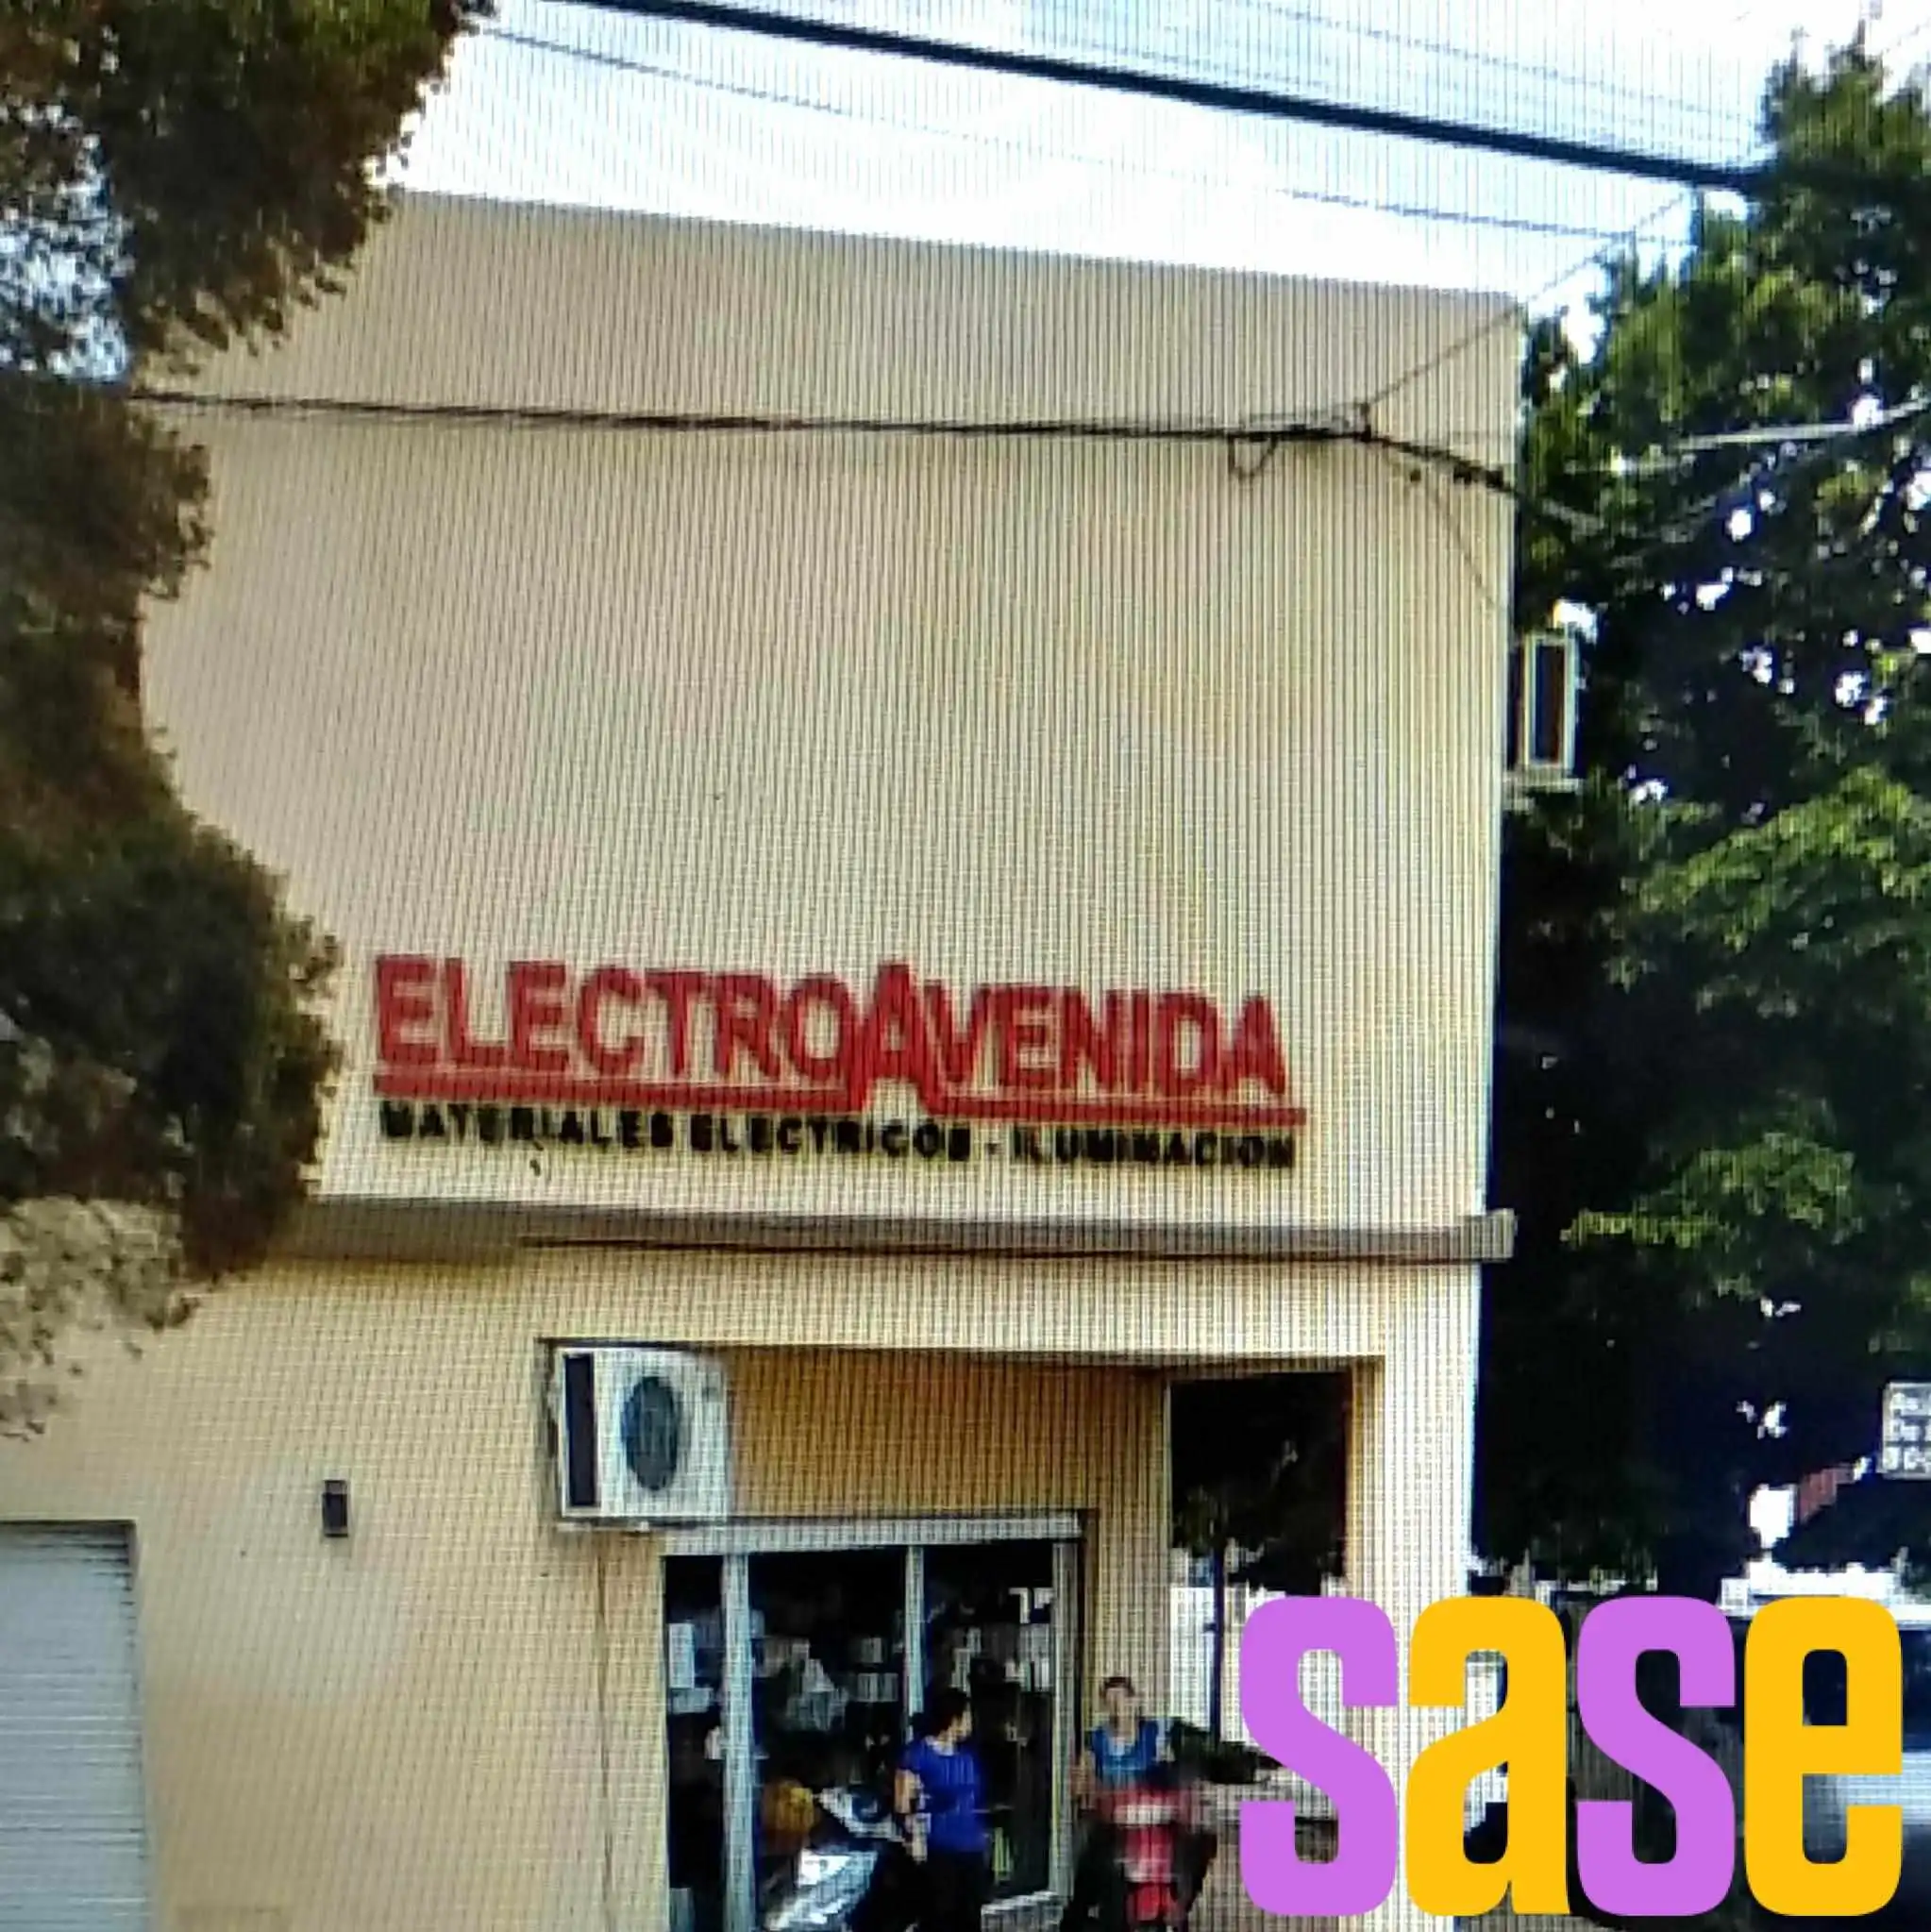 ELECTROAVENIDA
MATERIALES ELECTRICOS - ILUMINACION
sase